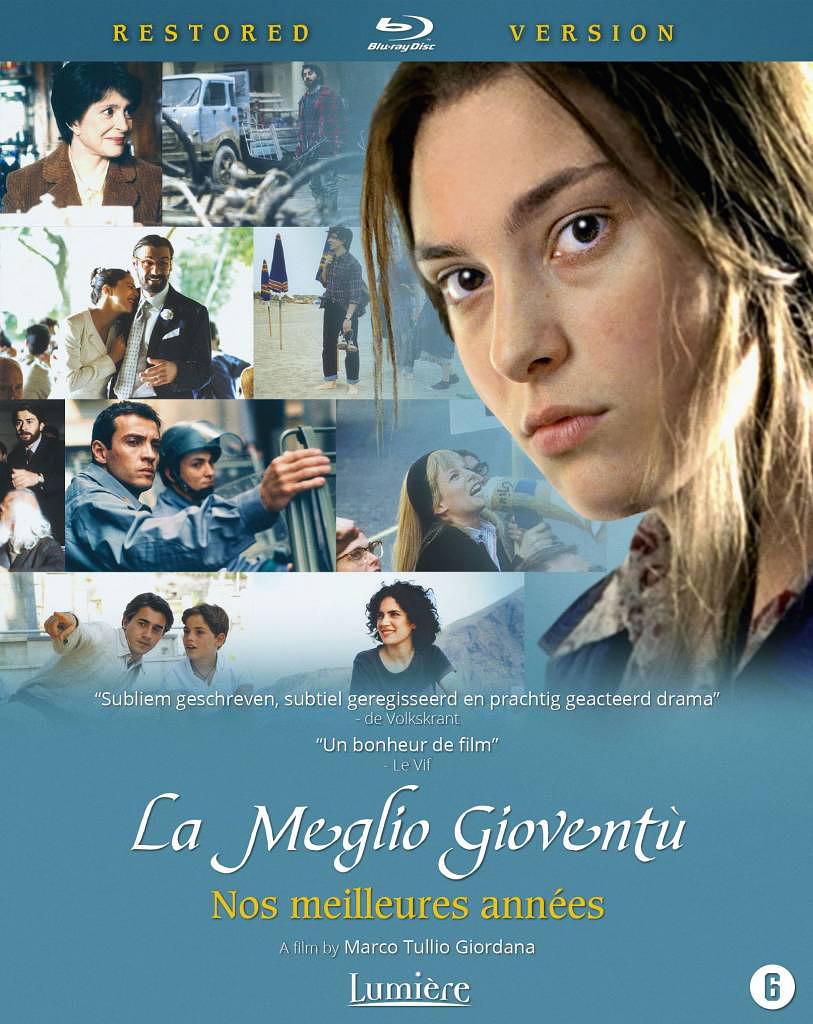 RESTORED Blu-ray Disc VERSION
“Subliem geschreven, subtiel geregisseerd en prachtig geacteerd drama”
- de Volkskrant
“Un bonheur de film”
- Le Vif
La Meglio Gioventù
Nos meilleures années
A film by Marco Tullio Giordana
Lumière
6